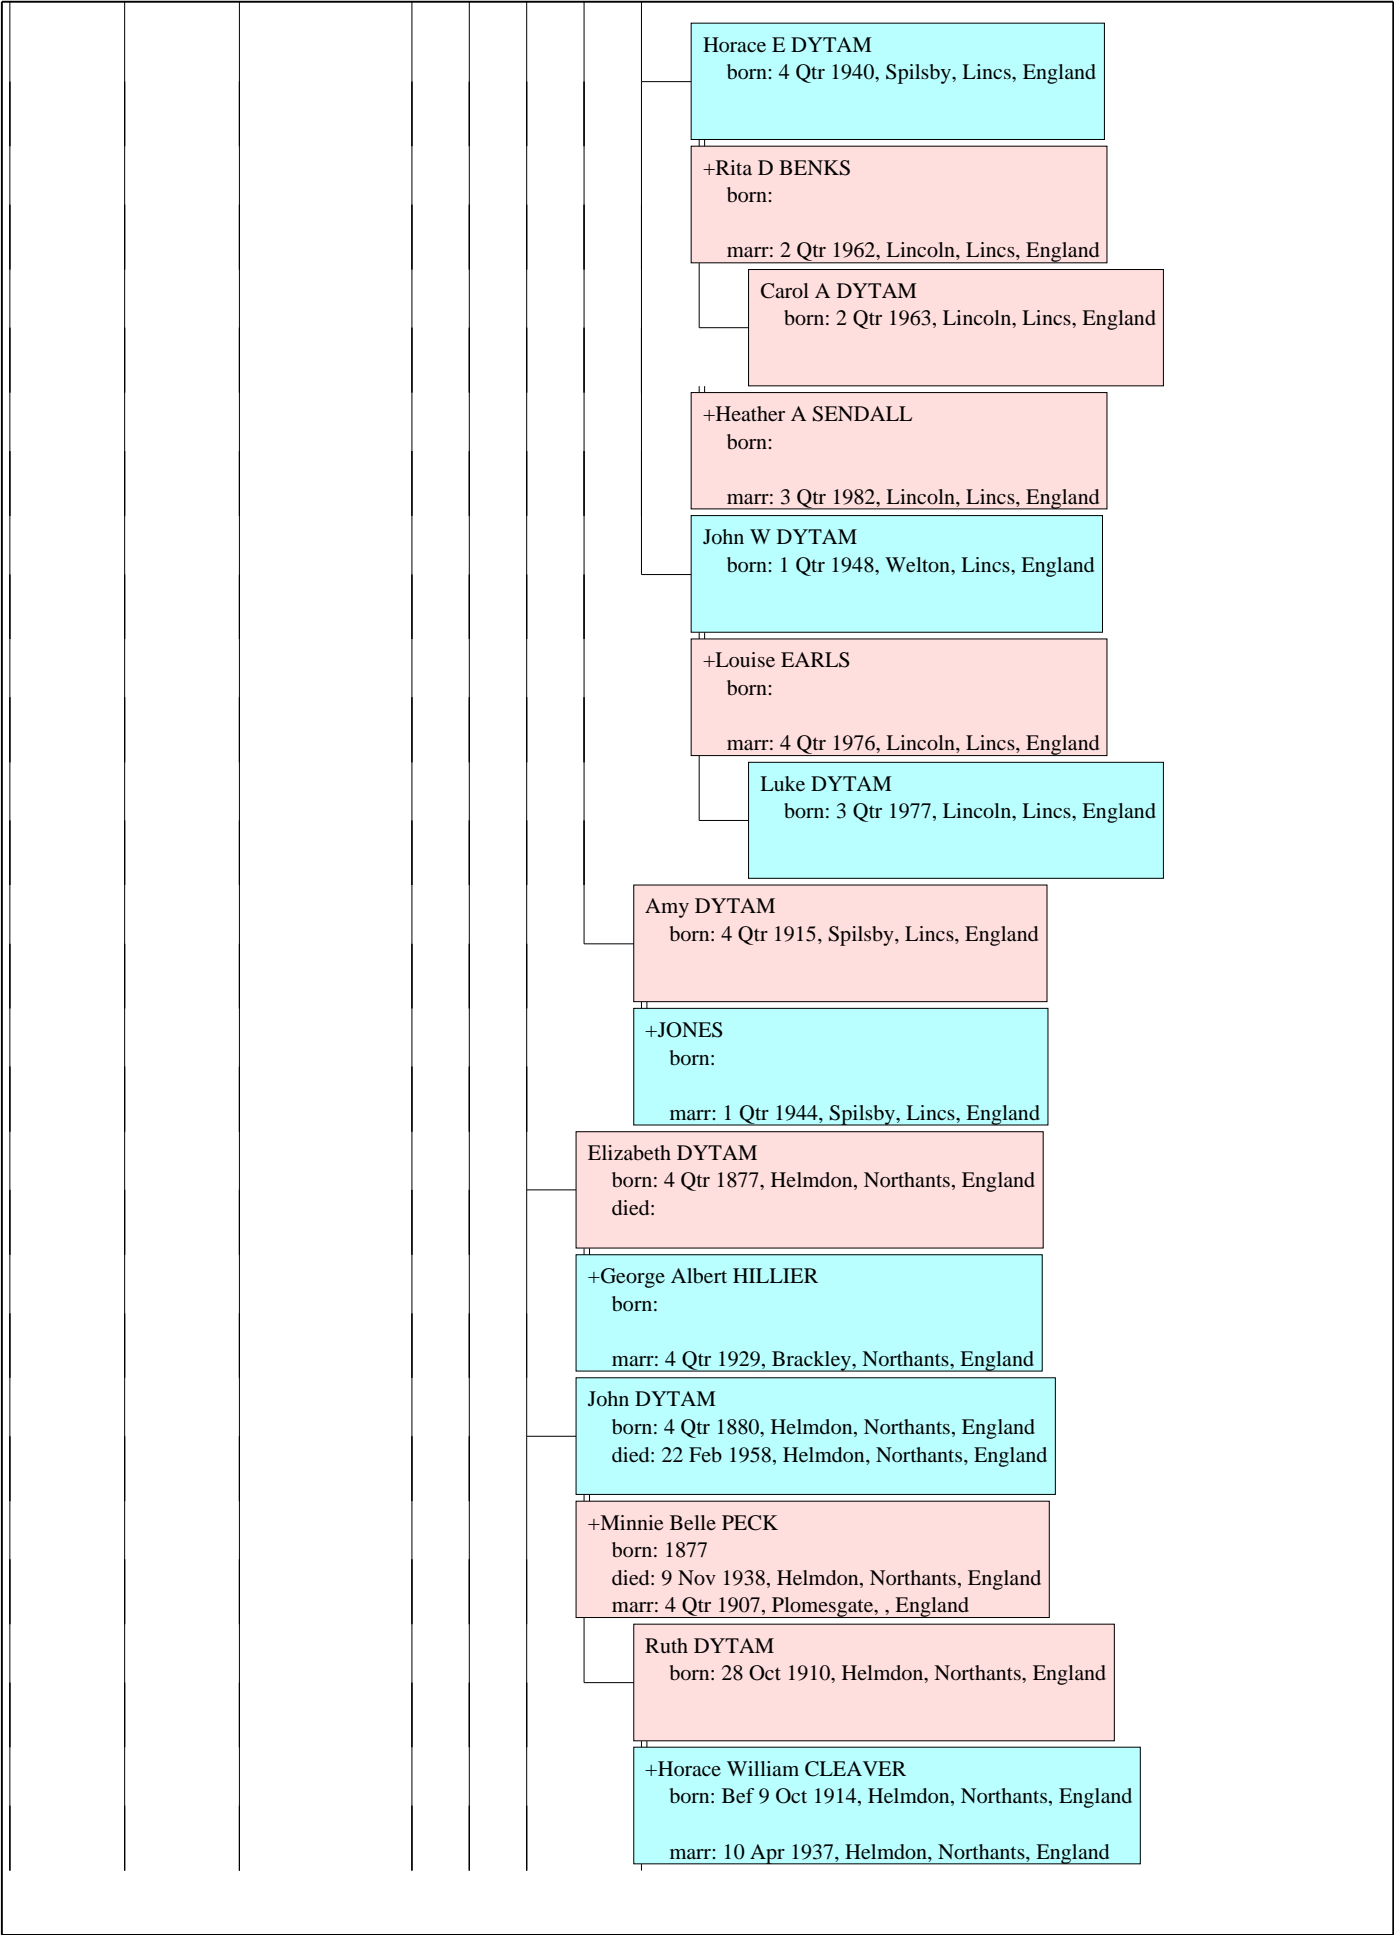 Horace E DYTAM
born: 4 Qtr 1940, Spilsby, Lincs, England
+Rita D BENKS
born:
marr: 2 Qtr 1962, Lincoln, Lincs, England
Carol A DYTAM
born: 2 Qtr 1963, Lincoln, Lincs, England
+Heather A SENDALL
born:
marr: 3 Qtr 1982, Lincoln, Lincs, England
John W DYTAM
born: 1 Qtr 1948, Welton, Lincs, England
+Louise EARLS
born:
marr: 4 Qtr 1976, Lincoln, Lincs, England
Luke DYTAM
born: 3 Qtr 1977, Lincoln, Lincs, England
Amy DYTAM
born: 4 Qtr 1915, Spilsby, Lincs, England
+JONES
born:
marr: 1 Qtr 1944, Spilsby, Lincs, England
Elizabeth DYTAM
born: 4 Qtr 1877, Helmdon, Northants, England
died:
+George Albert HILLIER
born:
marr: 4 Qtr 1929, Brackley, Northants, England
John DYTAM
born: 4 Qtr 1880, Helmdon, Northants, England
died: 22 Feb 1958, Helmdon, Northants, England
+Minnie Belle PECK
born: 1877
died: 9 Nov 1938, Helmdon, Northants, England
marr: 4 Qtr 1907, Plomesgate, , England
Ruth DYTAM
born: 28 Oct 1910, Helmdon, Northants, England
+Horace William CLEAVER
born: Bef 9 Oct 1914, Helmdon, Northants, England
marr: 10 Apr 1937, Helmdon, Northants, England